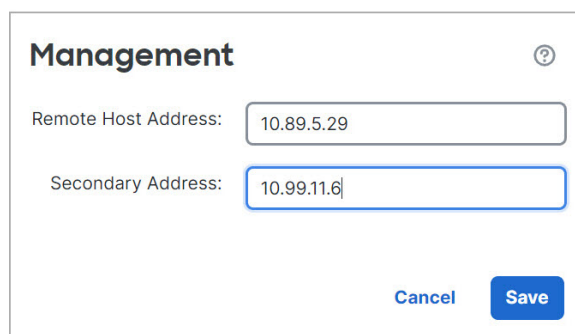 Management
Remote Host Address: 10.89.5.29
Secondary Address: 10.99.11.6
Cancel Save